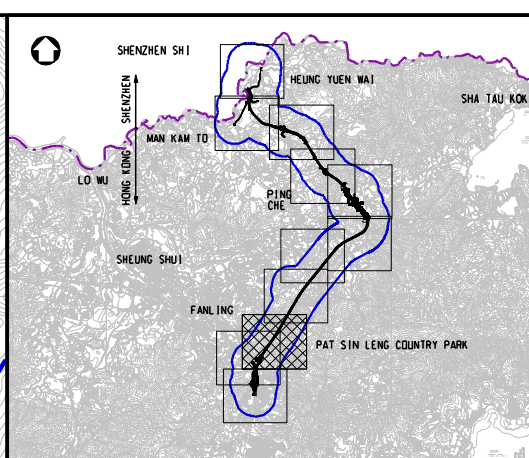 SHENZHEN SHI
HEUNG YUEN WAI
SHENZHEN
SHA TAU KOK
MAN KAM TO
HONG KONG
LO WU
PING
CHE
SHEUNG SHUI
FANLING
PAT SIN LENG COUNTRY PARK